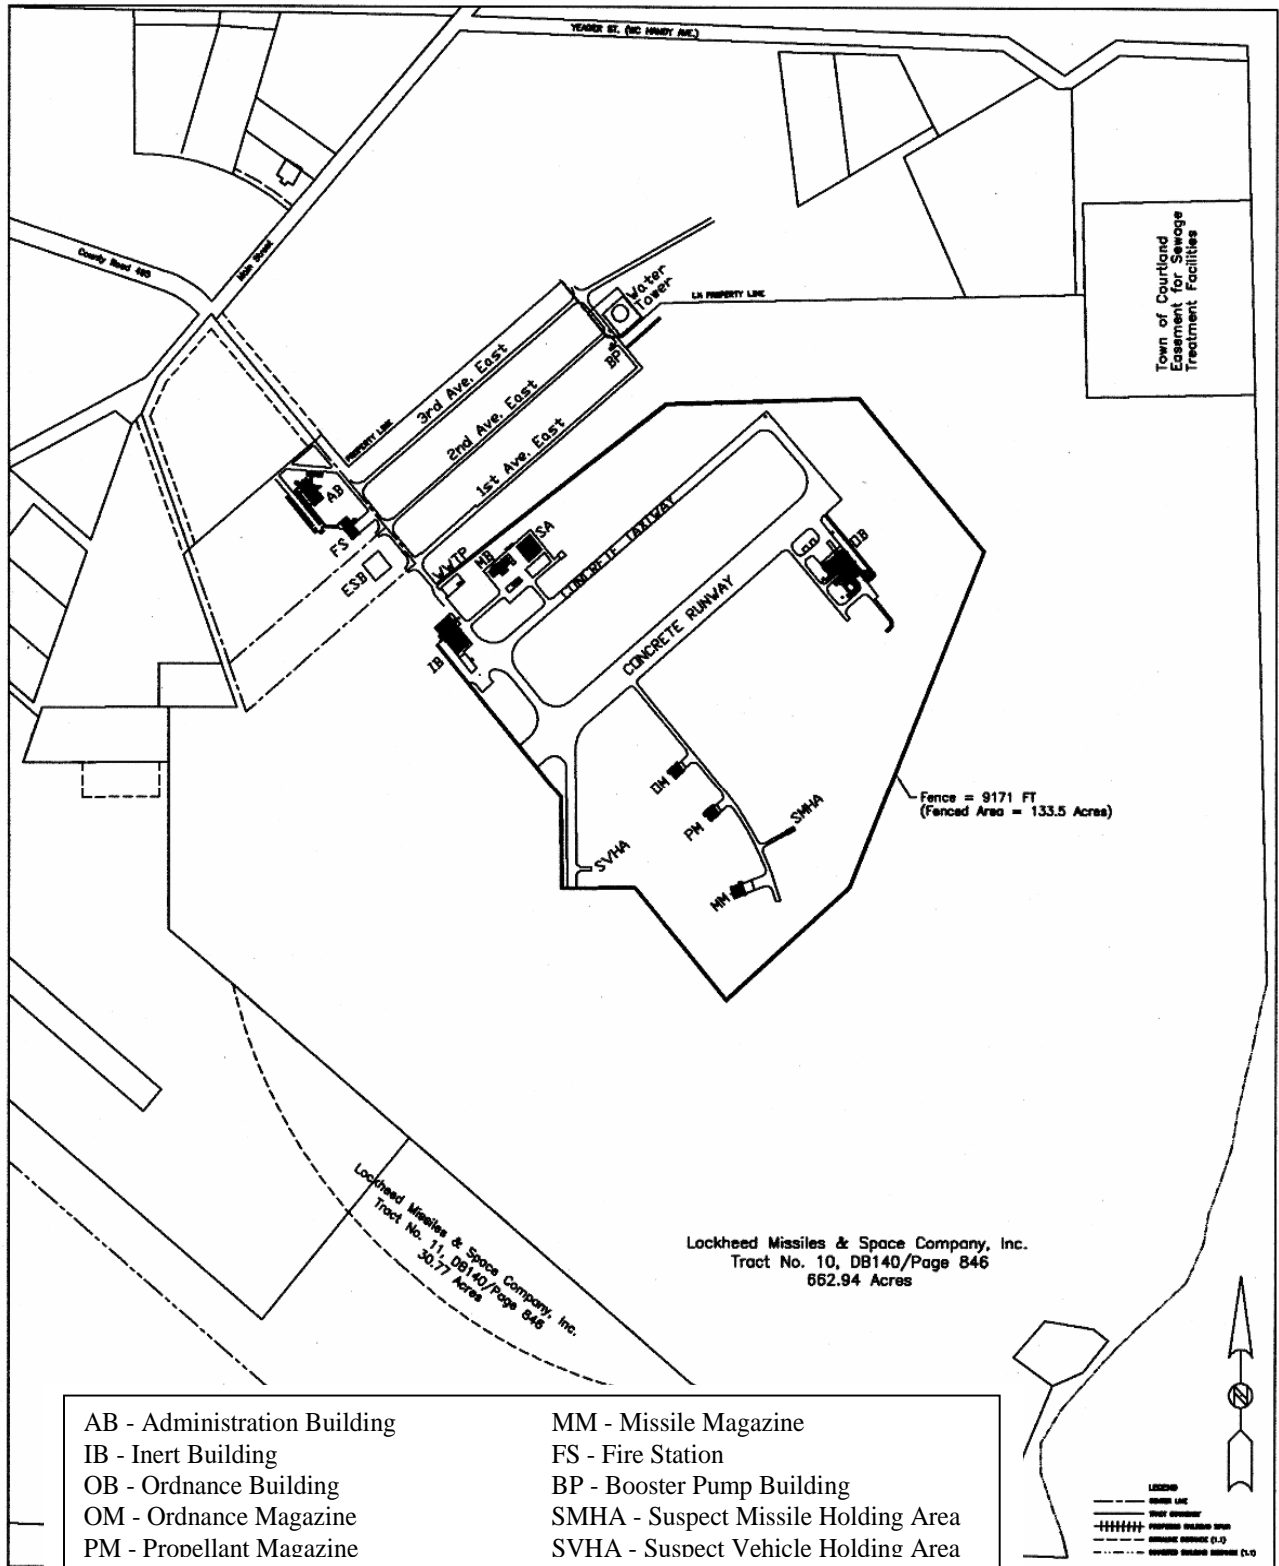 YEAGER ST. (WC HANDY AVE.)
County Road 460
Main Street
Town of Courtland
Easement for Sewage
Treatment Facilities
Water
Tower
LM PROPERTY LINE
BP
3rd Ave. East
2nd Ave. East
1st Ave. East
PROPERTY LINE
AB
FS
ESB
WWTP
MB
SA
CONCRETE TAXIWAY
CONCRETE RUNWAY
OB
IB
OM
PM
SMHA
MM
SVHA
Fence = 9171 FT
(Fenced Area = 133.5 Acres)
Lockheed Missiles & Space Company, Inc.
Tract No. 11, DB140/Page 846
30.77 Acres
Lockheed Missiles & Space Company, Inc.
Tract No. 10, DB140/Page 846
662.94 Acres
N
AB - Administration Building
IB - Inert Building
OB - Ordnance Building
OM - Ordnance Magazine
PM - Propellant Magazine
MM - Missile Magazine
FS - Fire Station
BP - Booster Pump Building
SMHA - Suspect Missile Holding Area
SVHA - Suspect Vehicle Holding Area
LEGEND